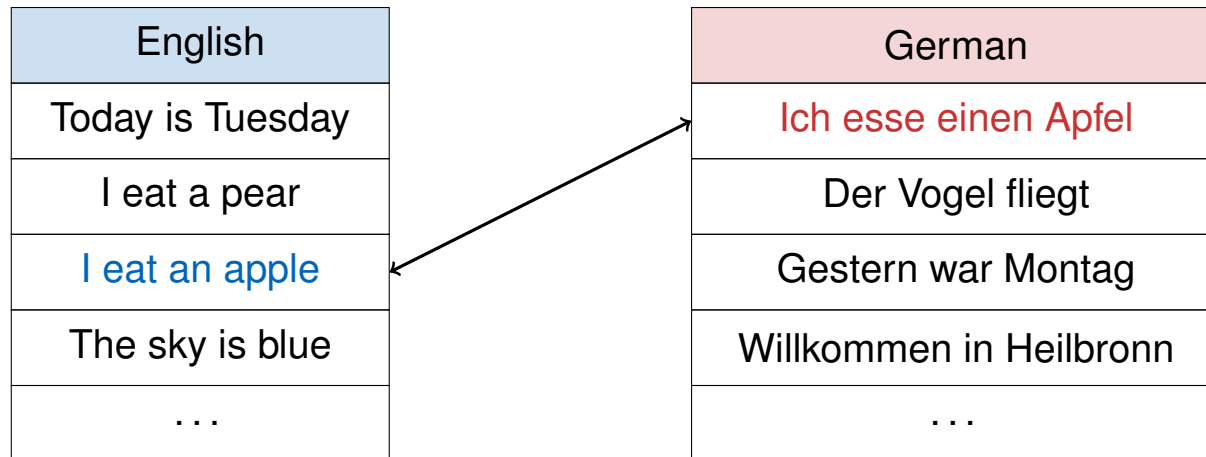 English
Today is Tuesday
I eat a pear
I eat an apple
The sky is blue
...
German
Ich esse einen Apfel
Der Vogel fliegt
Gestern war Montag
Willkommen in Heilbronn
...